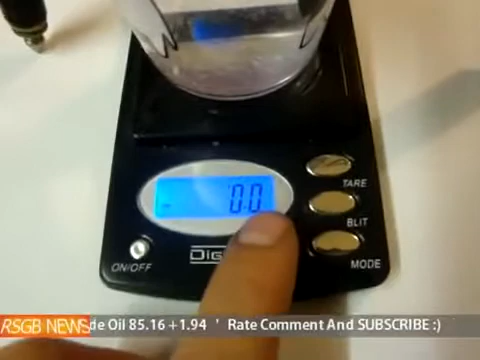 0.0
TARE
BLIT
MODE
ON/OFF
RSGB NEWS de Oil 85.16 +1.94 ' Rate Comment And SUBSCRIBE :)